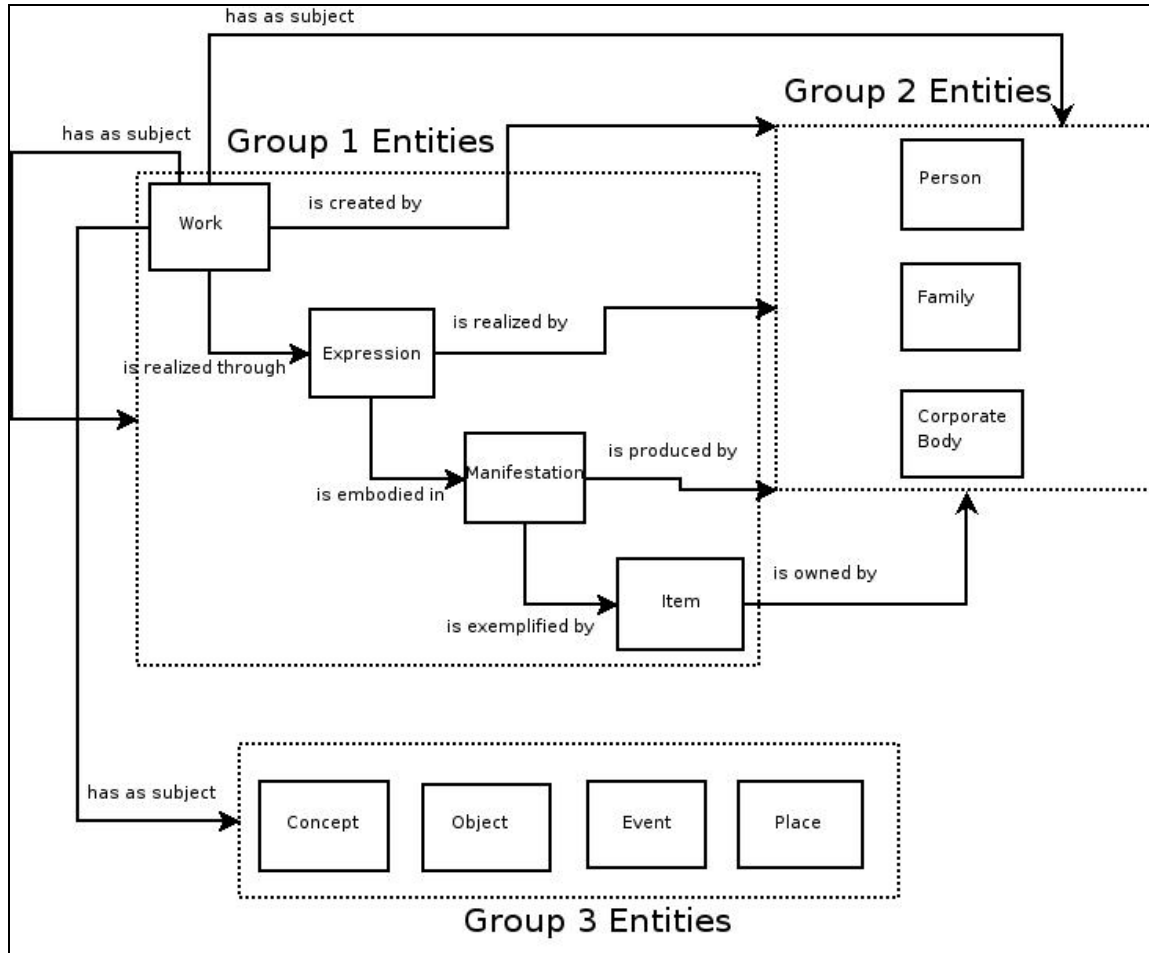 has as subject
Group 2 Entities
has as subject
Group 1 Entities
Person
is created by
Work
Family
is realized by
Expression
is realized through
Corporate
Body
is produced by
Manifestation
is embodied in
is owned by
Item
is exemplified by
has as subject
Concept
Object
Event
Place
Group 3 Entities